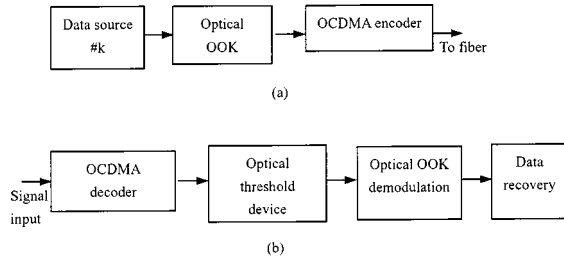 Data source
#k
Optical
OOK
OCDMA encoder
To fiber
(a)
Signal
input
OCDMA
decoder
Optical
threshold
device
Optical OOK
demodulation
Data
recovery
(b)